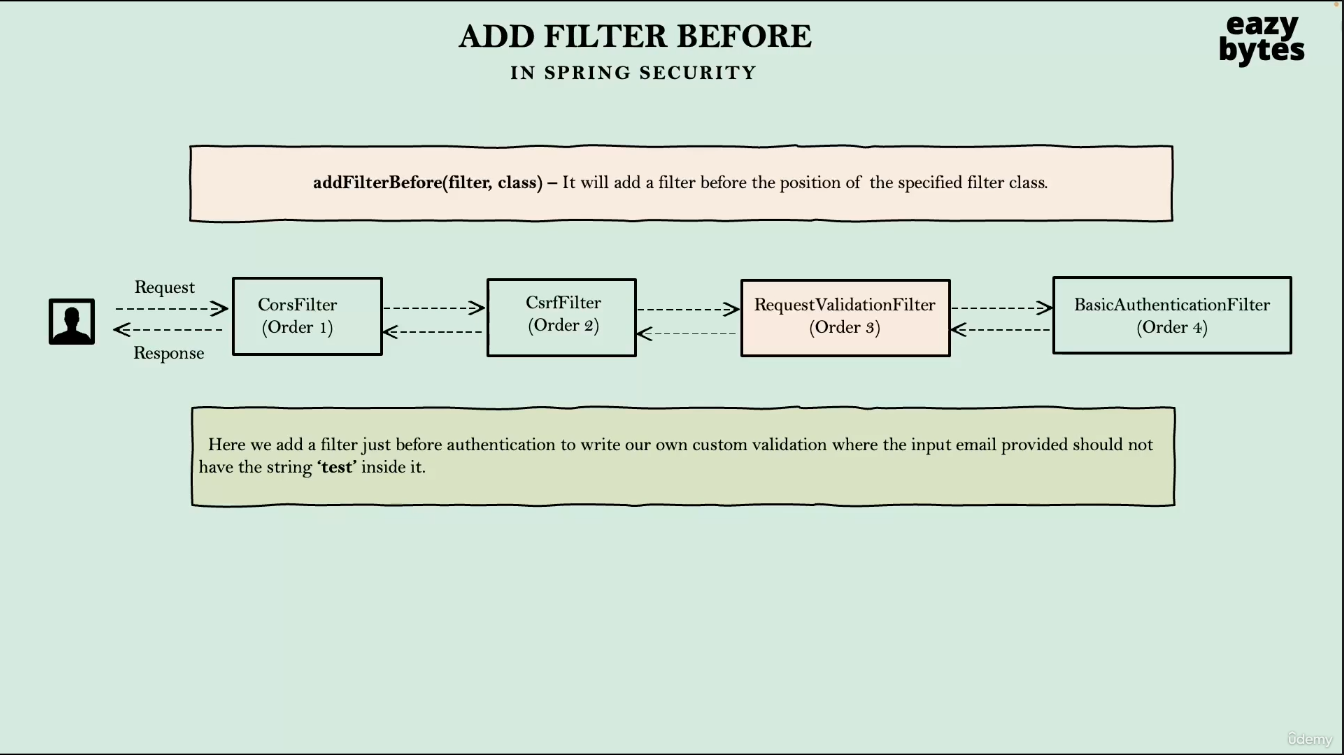 ADD FILTER BEFORE
IN SPRING SECURITY
eazy
bytes
addFilterBefore(filter, class) – It will add a filter before the position of the specified filter class.
Request
Response
CorsFilter
(Order 1)
CsrfFilter
(Order 2)
RequestValidationFilter
(Order 3)
BasicAuthenticationFilter
(Order 4)
Here we add a filter just before authentication to write our own custom validation where the input email provided should not
have the string ‘test’ inside it.
ûdemy